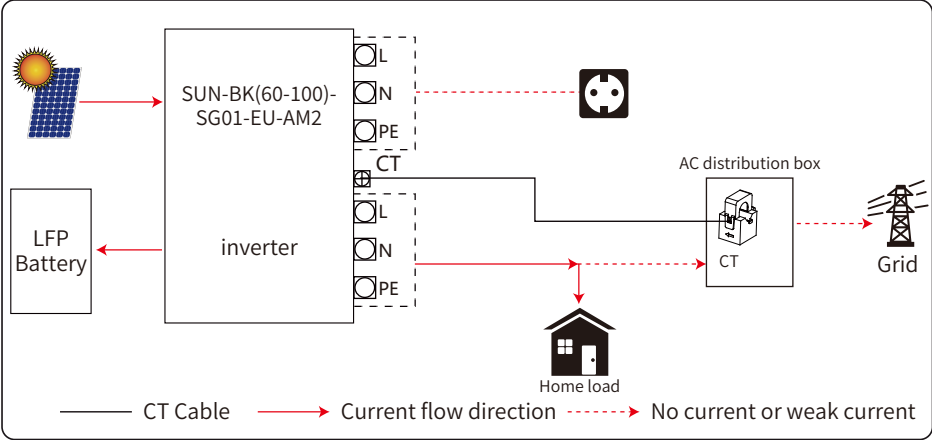 SUN-BK(60-100)-
SG01-EU-AM2
inverter
L
N
PE
CT
L
N
PE
LFP
Battery
AC distribution box
CT
Grid
Home load
CT Cable
Current flow direction
No current or weak current